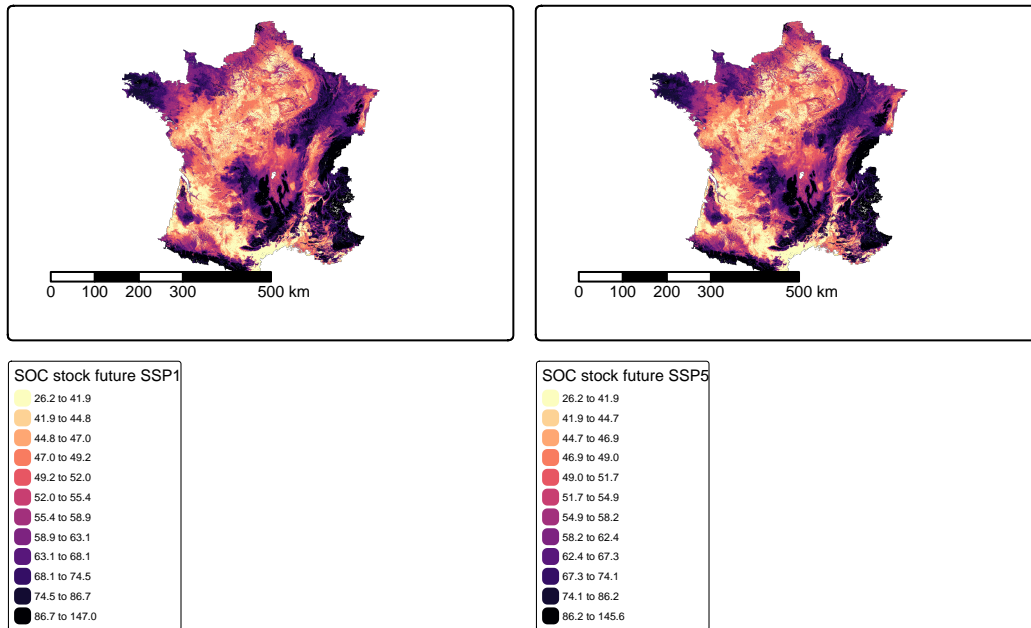 0 100 200 300 500 km
0 100 200 300 500 km
SOC stock future SSP1
26.2 to 41.9
41.9 to 44.8
44.8 to 47.0
47.0 to 49.2
49.2 to 52.0
52.0 to 55.4
55.4 to 58.9
58.9 to 63.1
63.1 to 68.1
68.1 to 74.5
74.5 to 86.7
86.7 to 147.0
SOC stock future SSP5
26.2 to 41.9
41.9 to 44.7
44.7 to 46.9
46.9 to 49.0
49.0 to 51.7
51.7 to 54.9
54.9 to 58.2
58.2 to 62.4
62.4 to 67.3
67.3 to 74.1
74.1 to 86.2
86.2 to 145.6